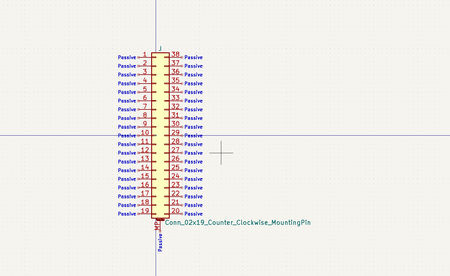 J
Passive 1 38 Passive
Passive 2 37 Passive
Passive 3 36 Passive
Passive 4 35 Passive
Passive 5 34 Passive
Passive 6 33 Passive
Passive 7 32 Passive
Passive 8 31 Passive
Passive 9 30 Passive
Passive 10 29 Passive
Passive 11 28 Passive
Passive 12 27 Passive
Passive 13 26 Passive
Passive 14 25 Passive
Passive 15 24 Passive
Passive 16 23 Passive
Passive 17 22 Passive
Passive 18 21 Passive
Passive 19 20 Passive
MP Conn_02x19_Counter_Clockwise_MountingPin
Passive